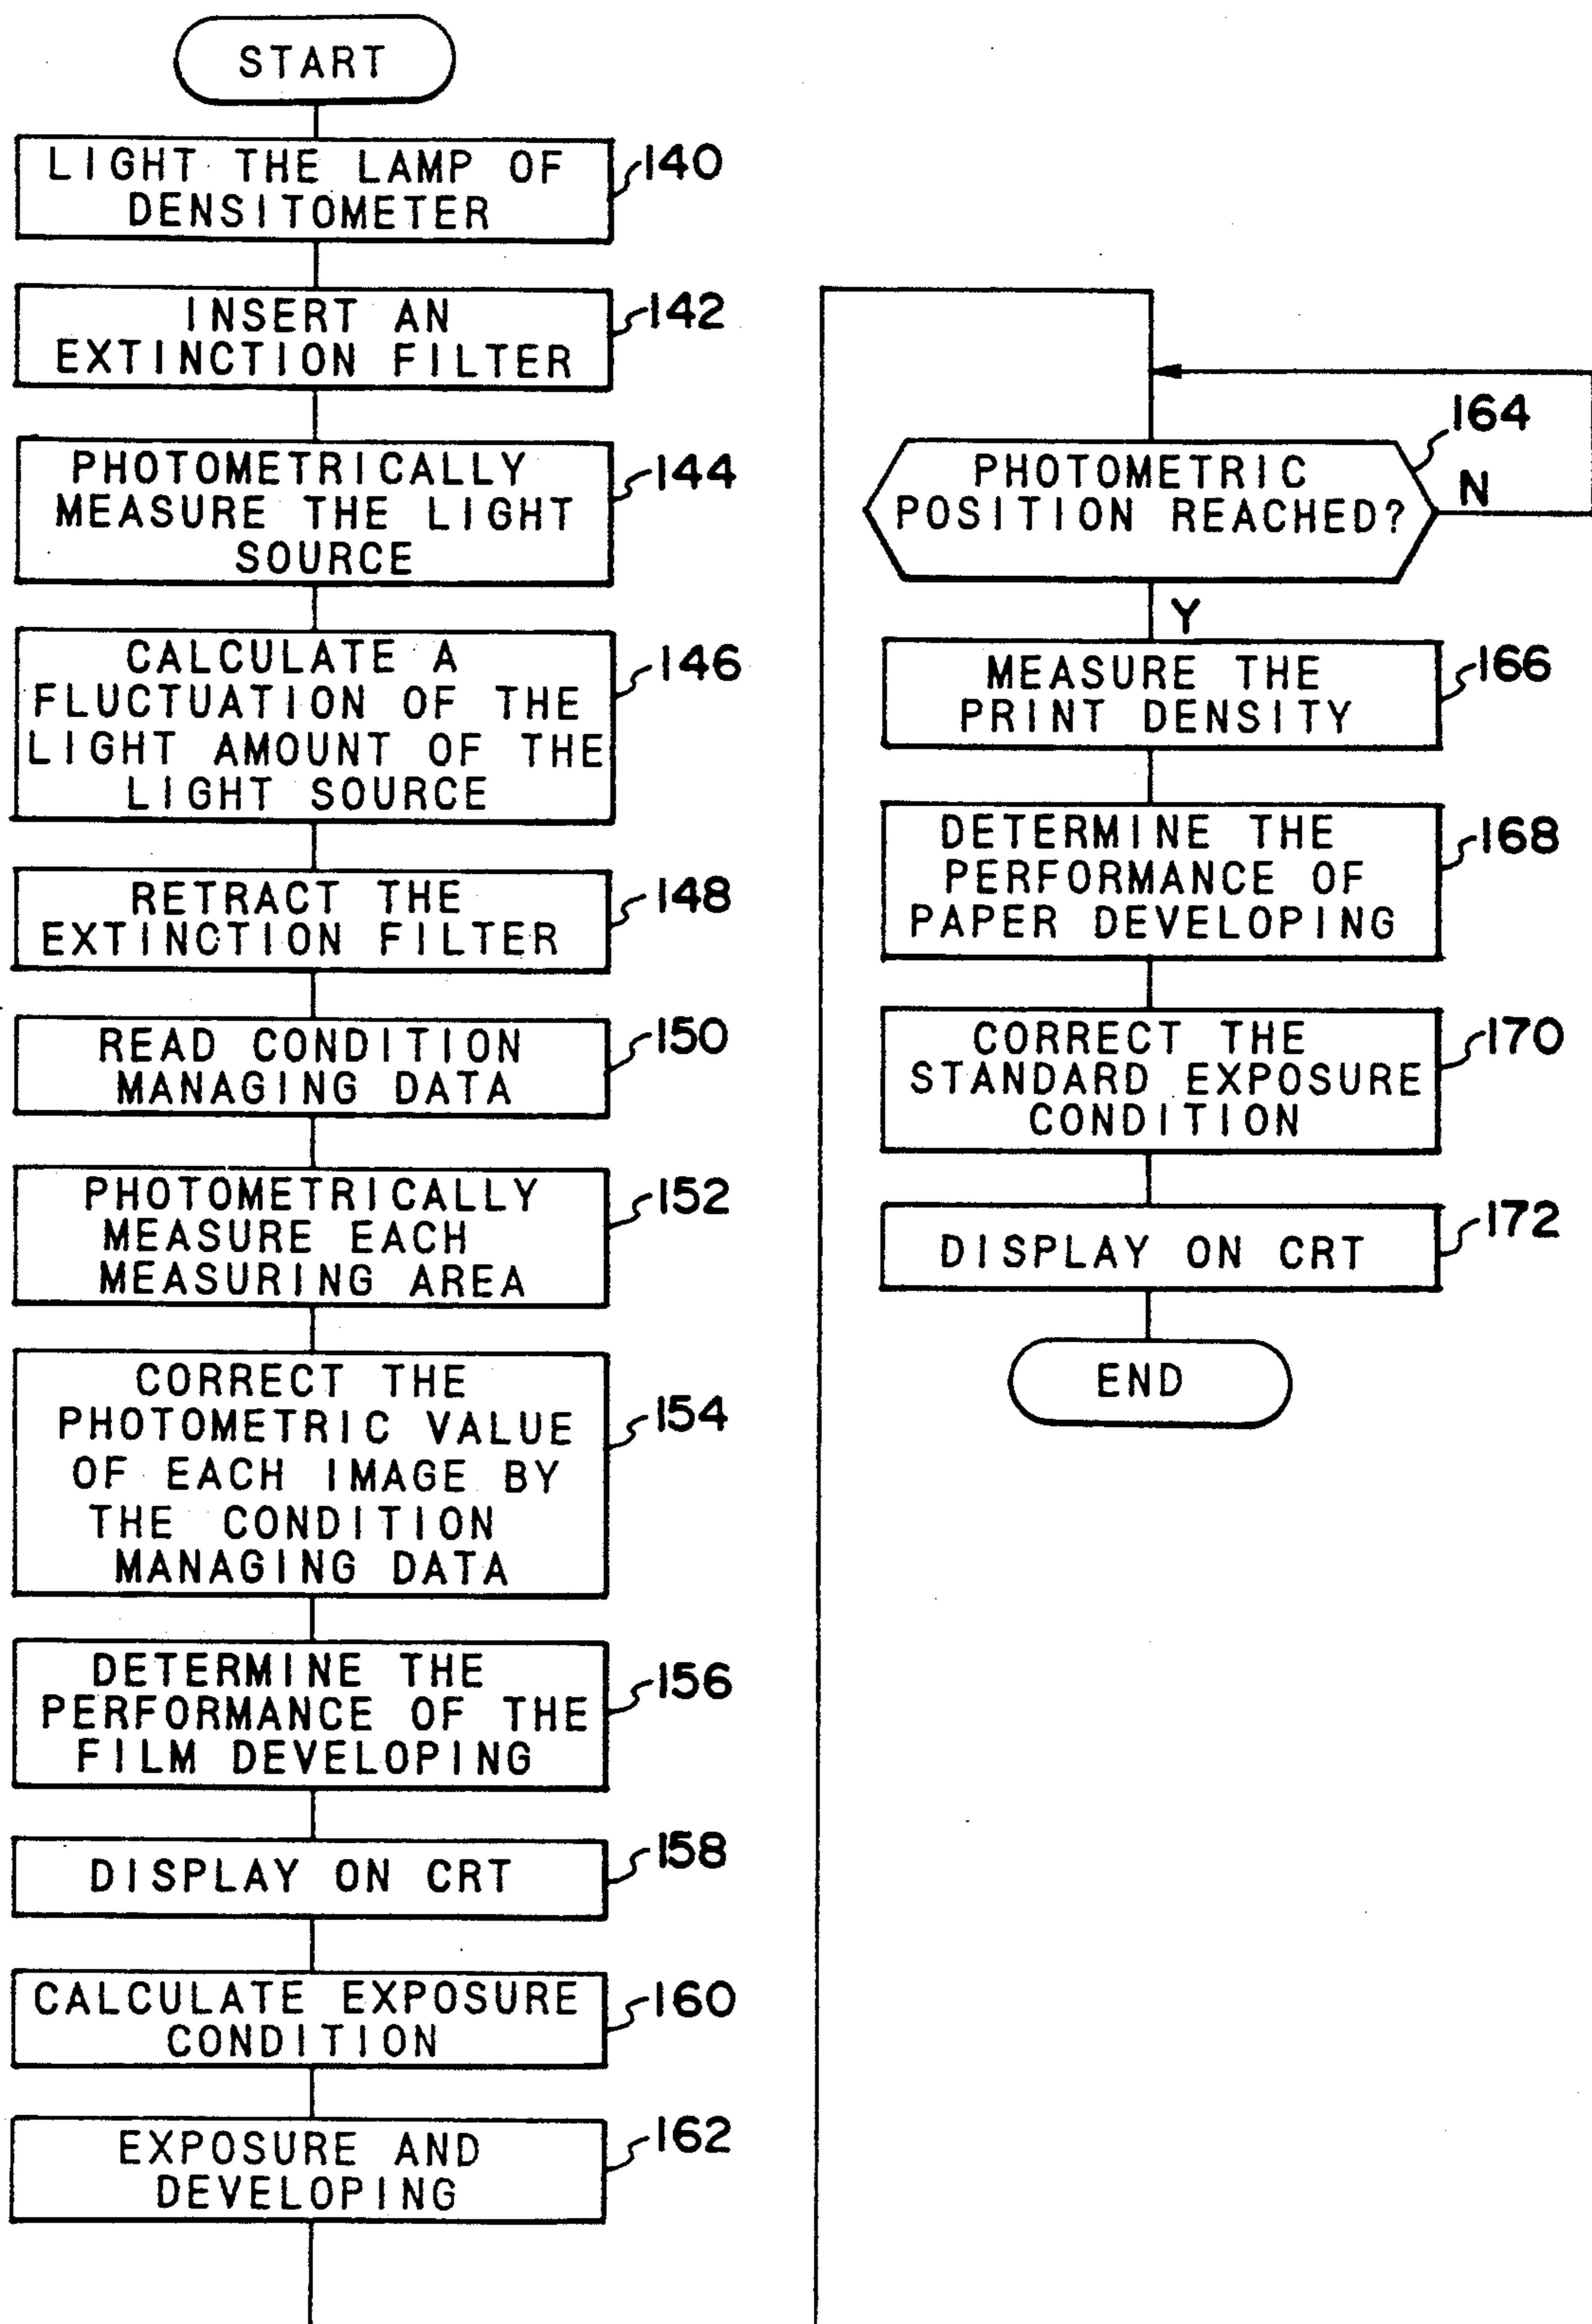 START
LIGHT THE LAMP OF
DENSITOMETER
140
INSERT AN
EXTINCTION FILTER
142
PHOTOMETRICALLY
MEASURE THE LIGHT
SOURCE
144
CALCULATE A
FLUCTUATION OF THE
LIGHT AMOUNT OF THE
LIGHT SOURCE
146
RETRACT THE
EXTINCTION FILTER
148
READ CONDITION
MANAGING DATA
150
PHOTOMETRICALLY
MEASURE EACH
MEASURING AREA
152
CORRECT THE
PHOTOMETRIC VALUE
OF EACH IMAGE BY
THE CONDITION
MANAGING DATA
154
DETERMINE THE
PERFORMANCE OF THE
FILM DEVELOPING
156
DISPLAY ON CRT
158
CALCULATE EXPOSURE
CONDITION
160
EXPOSURE AND
DEVELOPING
162
PHOTOMETRIC
POSITION REACHED?
164
N
Y
MEASURE THE
PRINT DENSITY
166
DETERMINE THE
PERFORMANCE OF
PAPER DEVELOPING
168
CORRECT THE
STANDARD EXPOSURE
CONDITION
170
DISPLAY ON CRT
172
END